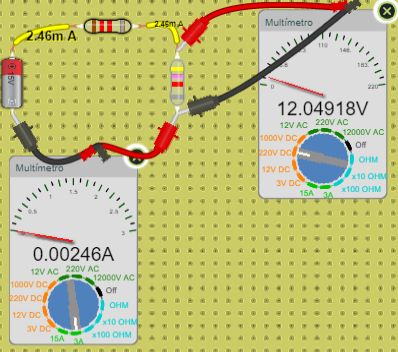 2.46m A
2.46m A
15V
Multímetro
0
110
146.
183.
220
12.04918V
220V AC
12V AC
12000V AC
1000V DC
Off
220V DC
OHM
12V DC
x10 OHM
3V DC
x100 OHM
15A
3A
Multímetro
0
0.5
1
1.5
2
2.5
3
0.00246A
220V AC
12V AC
12000V AC
1000V DC
Off
220V DC
OHM
12V DC
x10 OHM
3V DC
x100 OHM
15A
3A